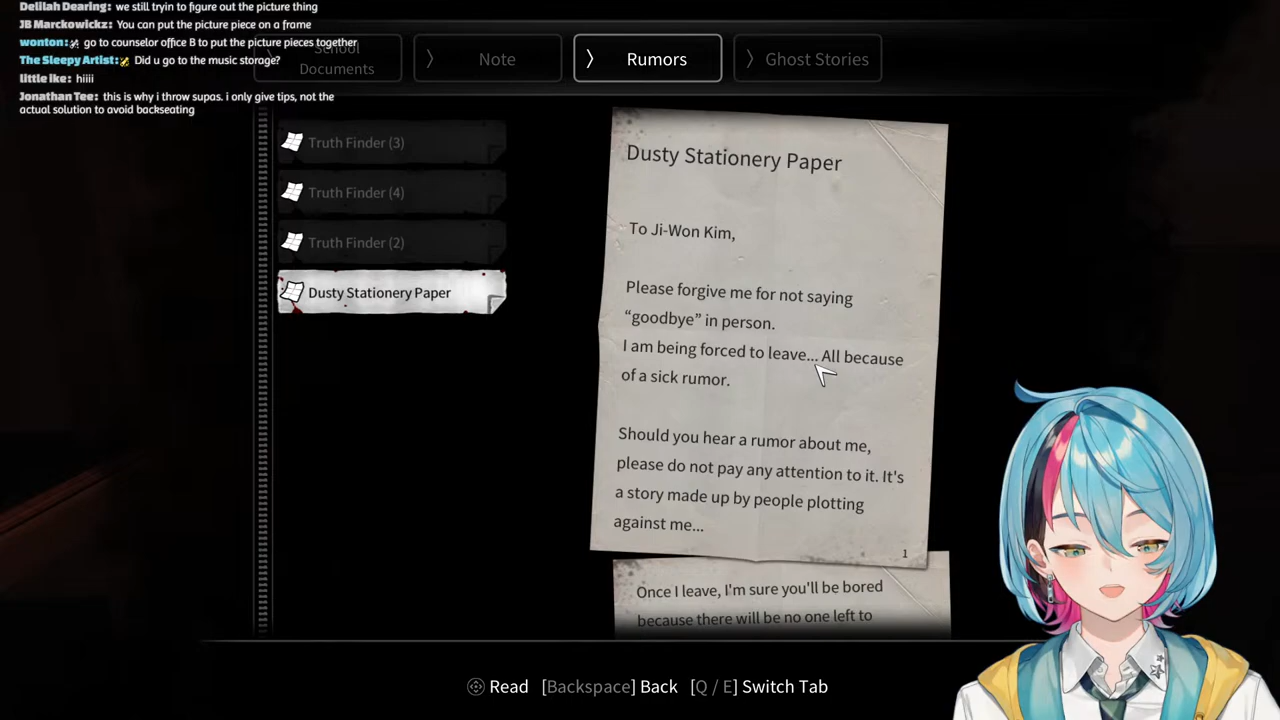 Delilah Dearing: we still tryin to figure out the picture thing
JB Marckowickz: You can put the picture piece on a frame
wonton: go to counselor office B to put the picture pieces together
The Sleepy Artist: Did u go to the music storage?
little ike: hiiii
Jonathan Tee: this is why i throw supas. i only give tips, not the
actual solution to avoid backseating
School
Documents
Note
Rumors
Ghost Stories
Truth Finder (3)
Truth Finder (4)
Truth Finder (2)
Dusty Stationery Paper
Dusty Stationery Paper
To Ji-Won Kim,
Please forgive me for not saying
“goodbye” in person.
I am being forced to leave... All because
of a sick rumor.
Should you hear a rumor about me,
please do not pay any attention to it. It's
a story made up by people plotting
against me...
1
Once I leave, I'm sure you'll be bored
because there will be no one left to
Read [Backspace] Back [Q / E] Switch Tab